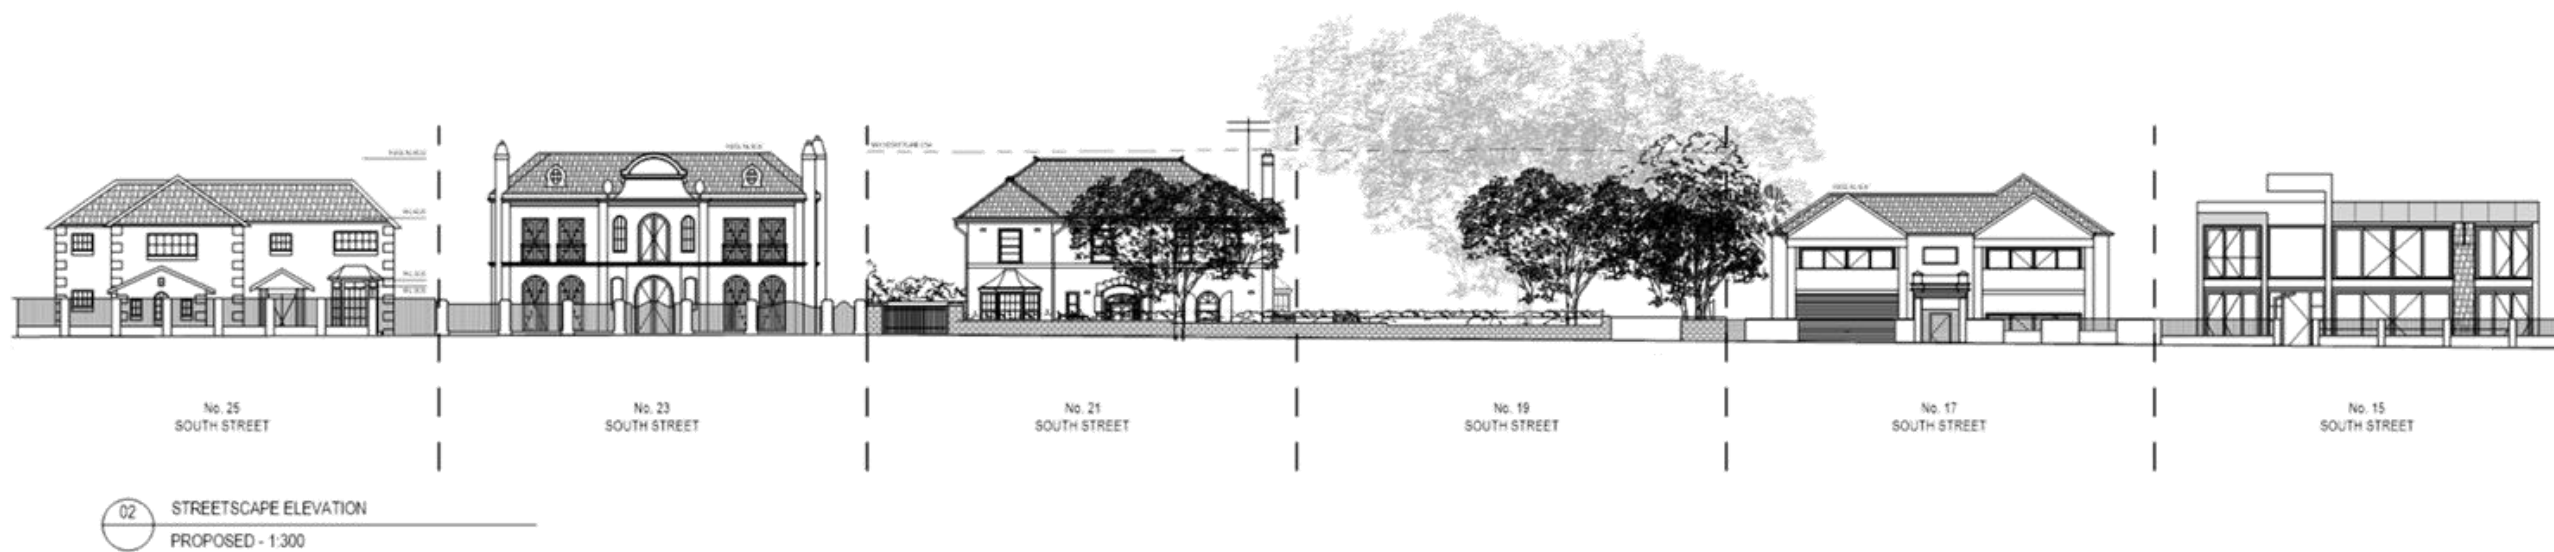 No. 25
SOUTH STREET
No. 23
SOUTH STREET
No. 21
SOUTH STREET
No. 19
SOUTH STREET
No. 17
SOUTH STREET
No. 15
SOUTH STREET
02
STREETSCAPE ELEVATION
PROPOSED - 1:300